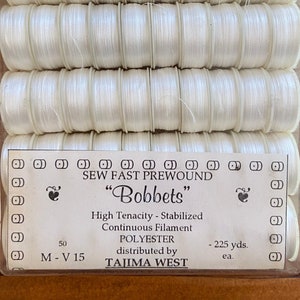 SEW FAST PREWOUND
"Bobbets"
High Tenacity - Stabilized
Continuous Filament
50 POLYESTER - 225 yds.
M - V 15 distributed by ea.
TAJIMA WEST